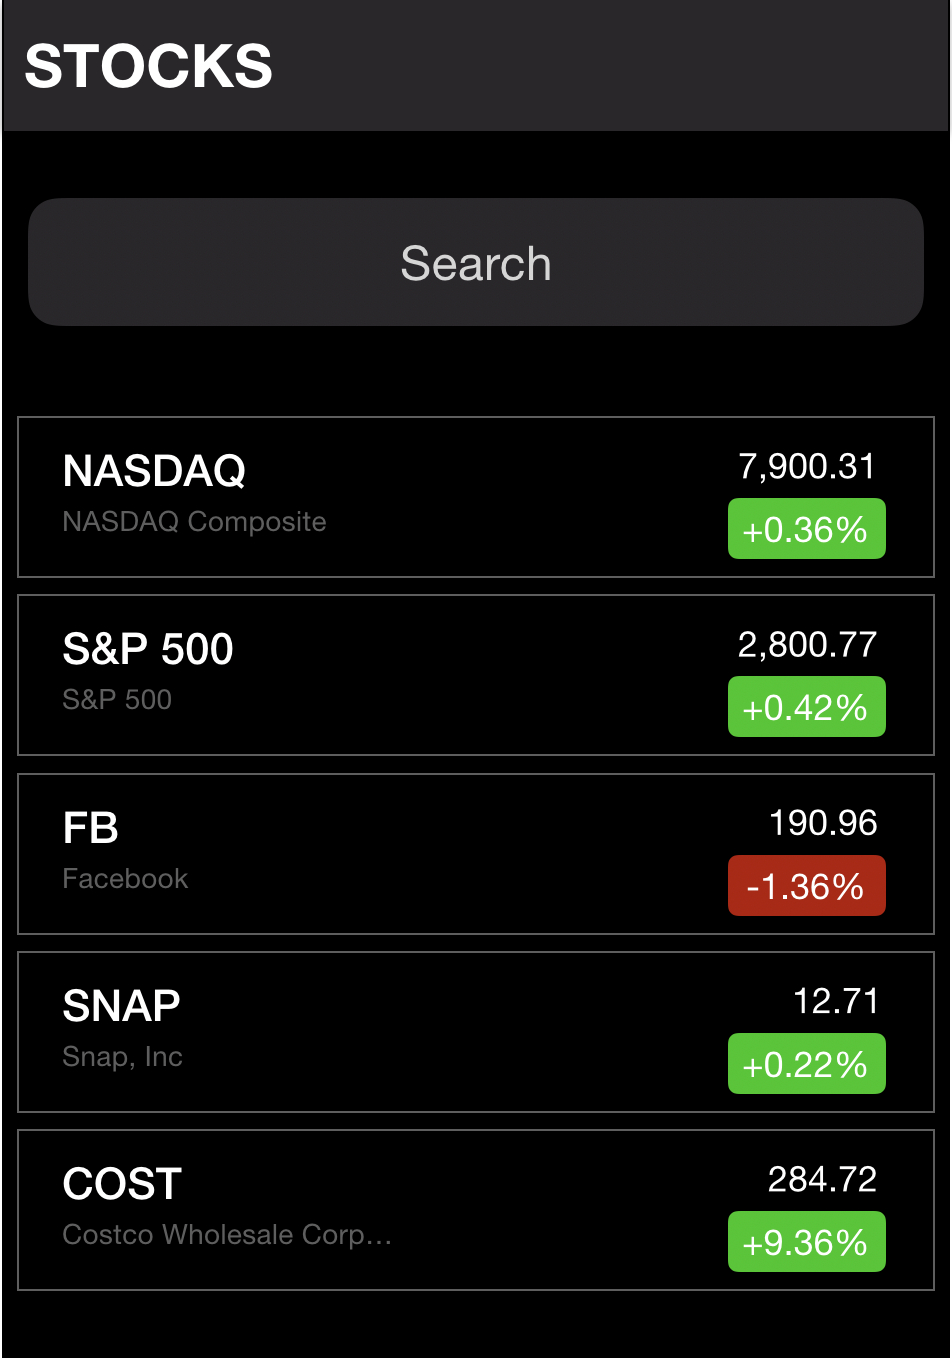 STOCKS
Search
NASDAQ
7,900.31
NASDAQ Composite
+0.36%
S&P 500
2,800.77
S&P 500
+0.42%
FB
190.96
Facebook
-1.36%
SNAP
12.71
Snap, Inc
+0.22%
COST
284.72
Costco Wholesale Corp...
+9.36%